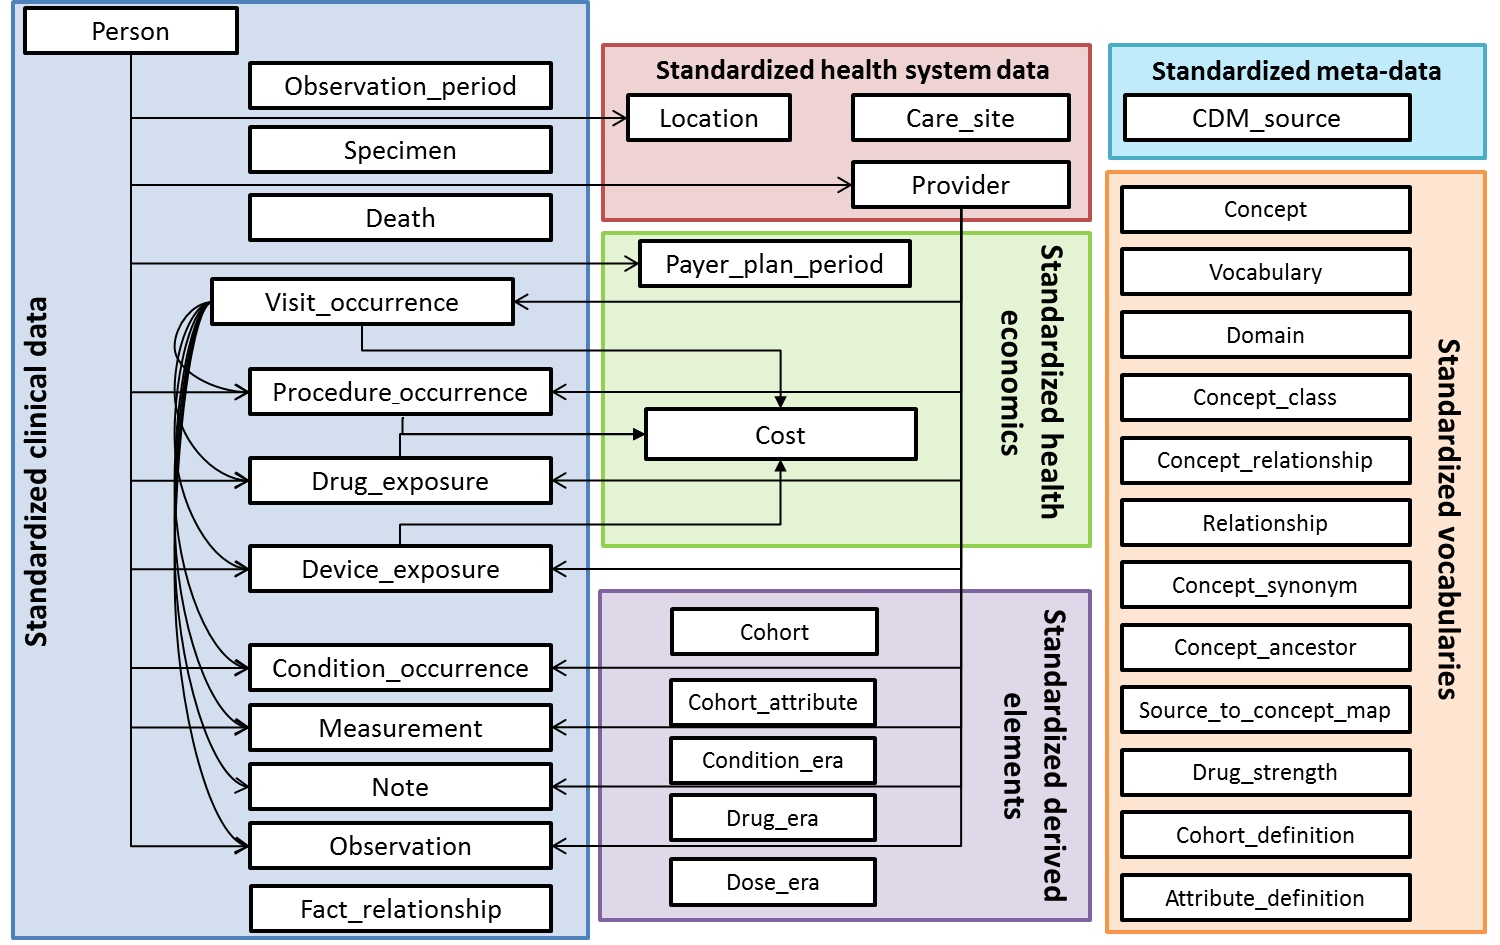 Person
Observation_period
Specimen
Death
Visit_occurrence
Procedure_occurrence
Drug_exposure
Device_exposure
Condition_occurrence
Measurement
Note
Observation
Fact_relationship
Standardized clinical data
Standardized health system data
Location
Care_site
Provider
Payer_plan_period
Cost
Standardized health
economics
Cohort
Cohort_attribute
Condition_era
Drug_era
Dose_era
Standardized derived
elements
Standardized meta-data
CDM_source
Concept
Vocabulary
Domain
Concept_class
Concept_relationship
Relationship
Concept_synonym
Concept_ancestor
Source_to_concept_map
Drug_strength
Cohort_definition
Attribute_definition
Standardized vocabularies